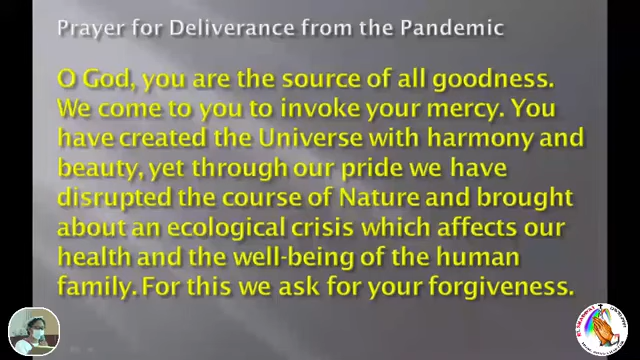 Prayer for Deliverance from the Pandemic
O God, you are the source of all goodness.
We come to you to invoke your mercy. You
have created the Universe with harmony and
beauty, yet through our pride we have
disrupted the course of Nature and brought
about an ecological crisis which affects our
health and the well-being of the human
family. For this we ask for your forgiveness.